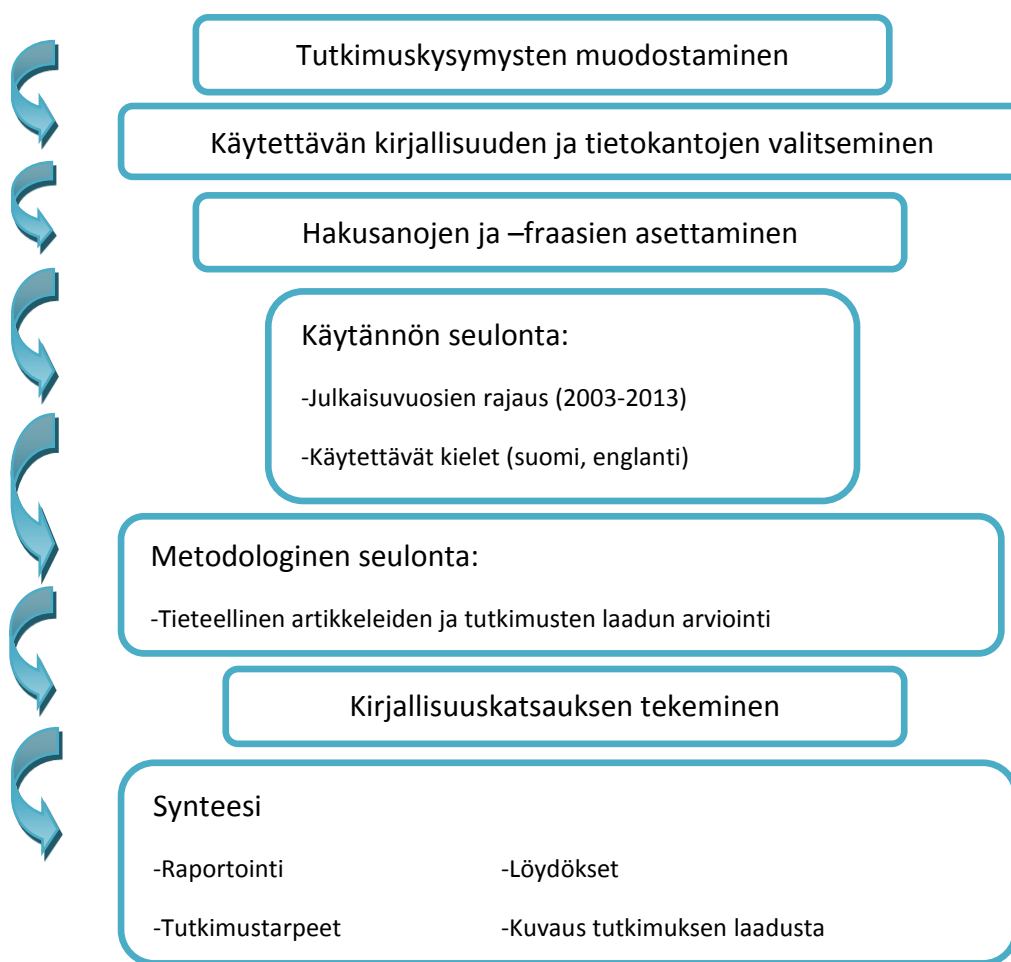 Tutkimuskysymysten muodostaminen
Käytettävän kirjallisuuden ja tietokantojen valitseminen
Hakusanojen ja –fraasien asettaminen
Käytännön seulonta:
-Julkaisuvuosien rajaus (2003-2013)
-Käytettävät kielet (suomi, englanti)
Metodologinen seulonta:
-Tieteellinen artikkeleiden ja tutkimusten laadun arviointi
Kirjallisuuskatsauksen tekeminen
Synteesi
-Raportointi -Löydökset
-Tutkimustarpeet -Kuvaus tutkimuksen laadusta